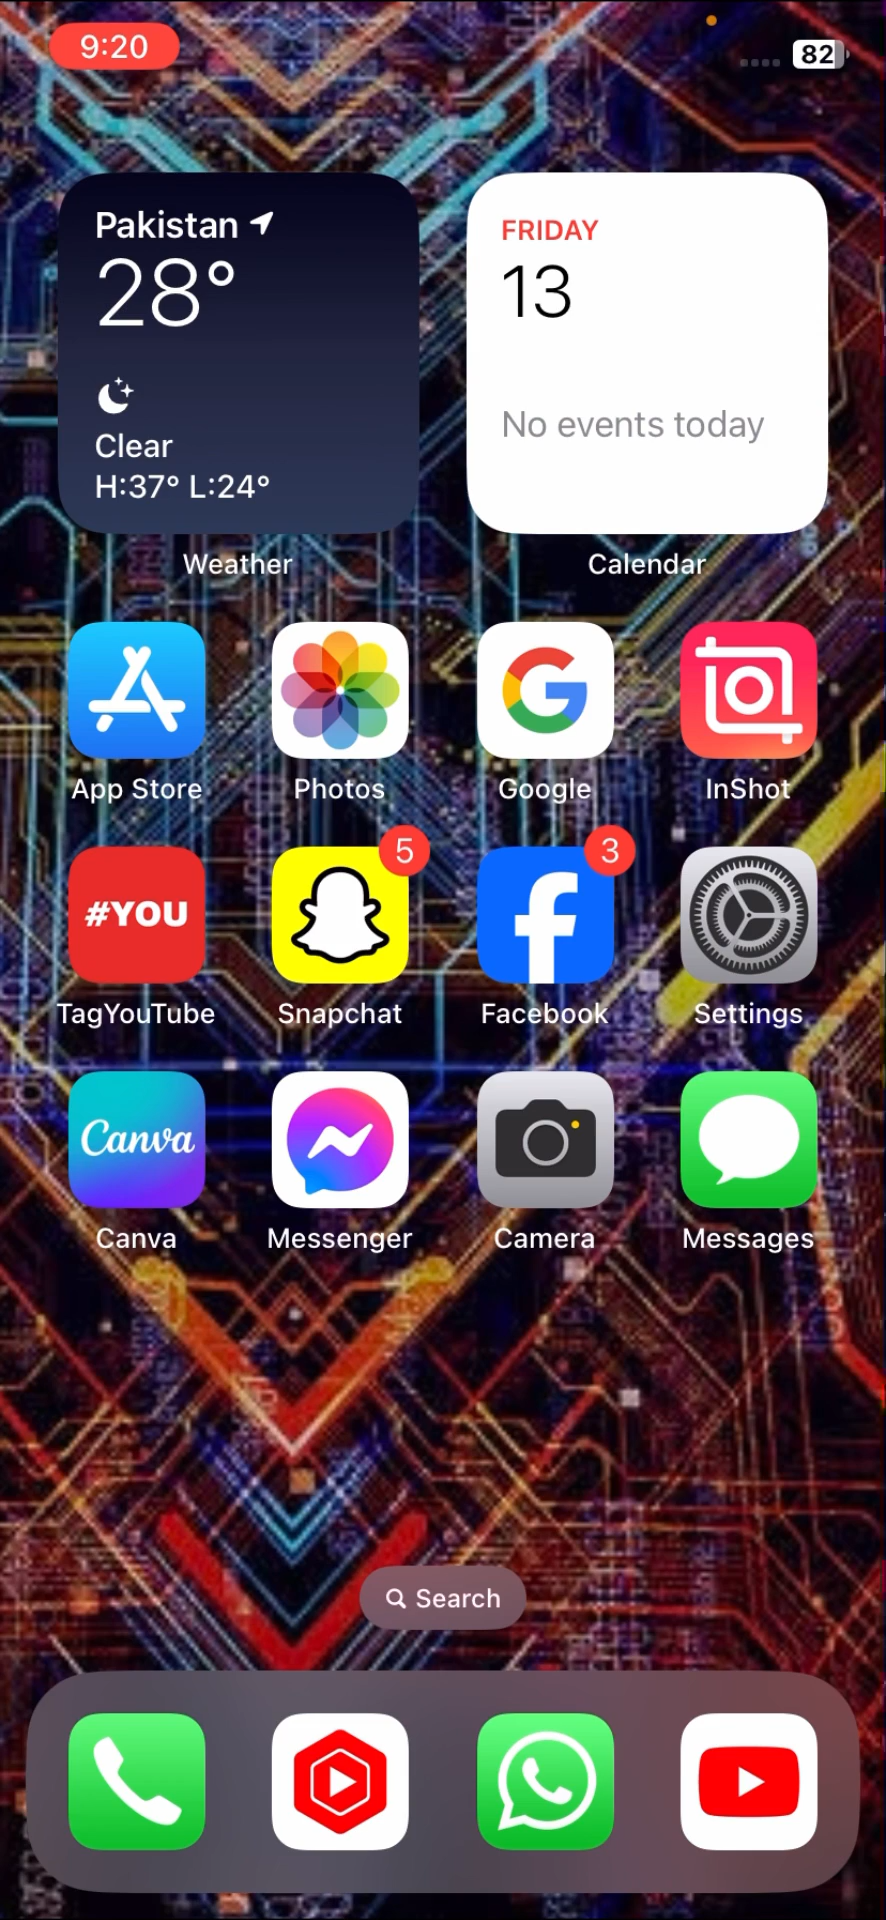 9:20
82
Pakistan
28°
Clear
H:37° L:24°
Weather
FRIDAY
13
No events today
Calendar
App Store
Photos
Google
InShot
#YOU
5
3
TagYouTube
Snapchat
Facebook
Settings
Canva
Canva
Messenger
Camera
Messages
Search